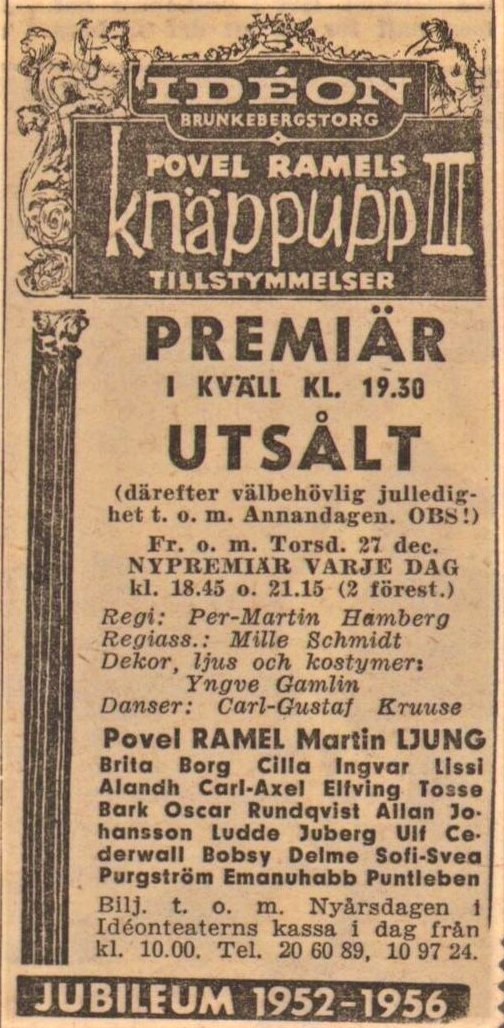 IDÉON
BRUNKEBERGSTORG
POVEL RAMELS
knäppupp III
TILLSTYMMELSER
PREMIÄR
I KVÄLL KL. 19.30
UTSÅLT
(därefter välbehövlig julledig-
het t. o. m. Annandagen. OBS!)
Fr. o. m. Torsd. 27 dec.
NYPREMIÄR VARJE DAG
kl. 18.45 o. 21.15 (2 förest.)
Regi: Per-Martin Hamberg
Regiass.: Mille Schmidt
Dekor, ljus och kostymer:
Yngve Gamlin
Danser: Carl-Gustaf Kruuse
Povel RAMEL Martin LJUNG
Brita Borg Cilla Ingvar Lissi
Alandh Carl-Axel Elfving Tosse
Bark Oscar Rundqvist Allan Jo-
hansson Ludde Juberg Ulf Ce-
derwall Bobsy Delme Sofi-Svea
Purgström Emanuhabb Puntleben
Bilj. t. o. m. Nyårsdagen i
Idéonteaterns kassa i dag från
kl. 10.00. Tel. 20 60 89, 10 97 24.
JUBILEUM 1952-1956